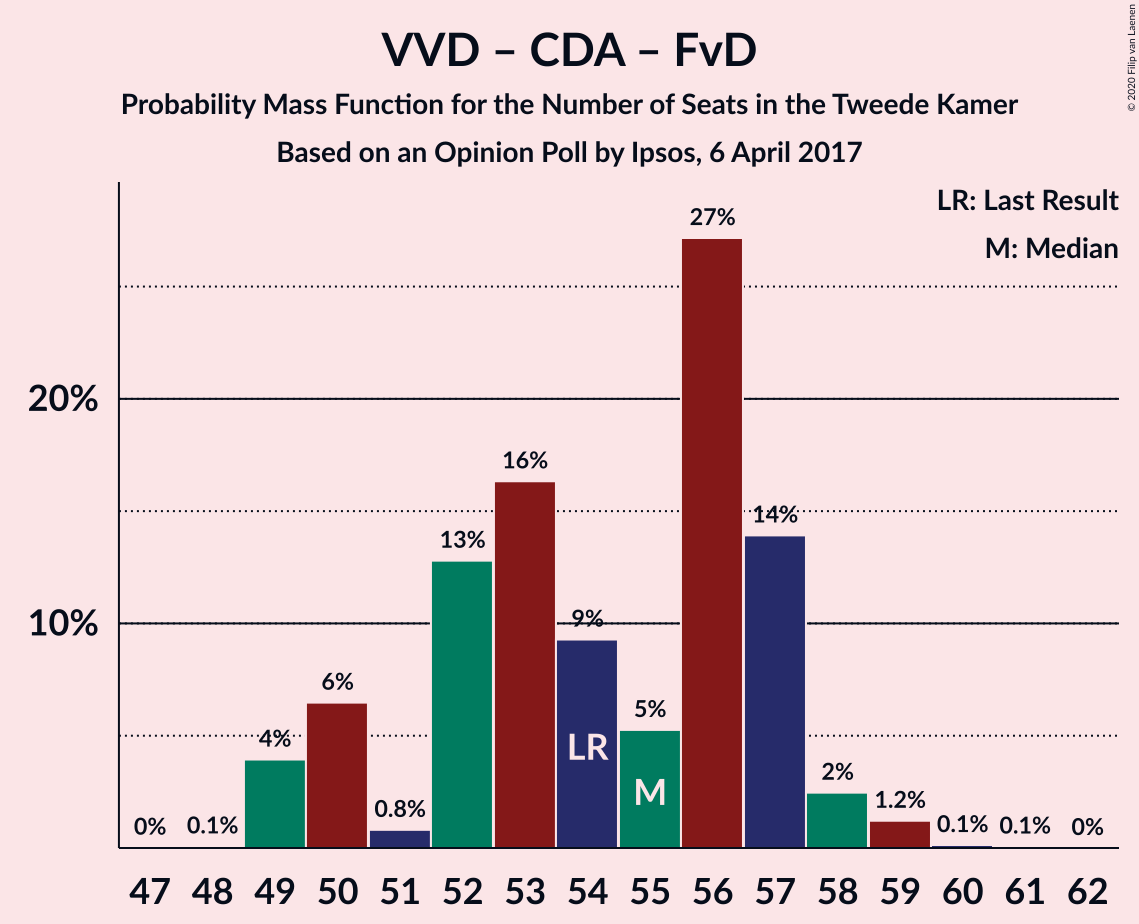 VVD – CDA – FvD
Probability Mass Function for the Number of Seats in the Tweede Kamer
Based on an Opinion Poll by Ipsos, 6 April 2017
© 2020 Filip van Laenen
LR: Last Result
M: Median
27%
20%
16%
14%
13%
10%
9%
6%
5%
4%
LR
M
2%
1.2%
0.8%
0% 0.1% 0.1% 0.1% 0%
47 48 49 50 51 52 53 54 55 56 57 58 59 60 61 62